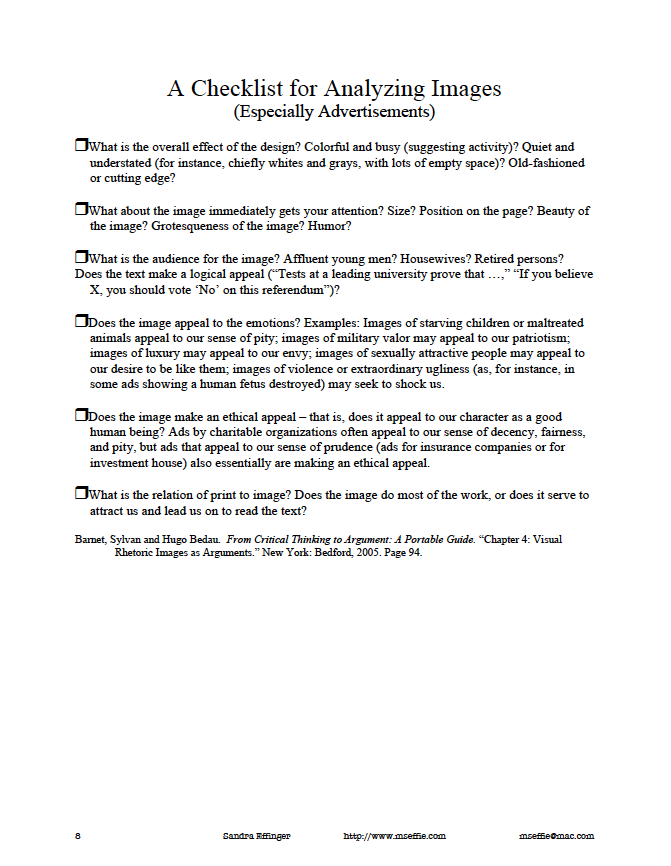 A Checklist for Analyzing Images
(Especially Advertisements)
❒What is the overall effect of the design? Colorful and busy (suggesting activity)? Quiet and
understated (for instance, chiefly whites and grays, with lots of empty space)? Old-fashioned
or cutting edge?
❒What about the image immediately gets your attention? Size? Position on the page? Beauty of
the image? Grotesqueness of the image? Humor?
❒What is the audience for the image? Affluent young men? Housewives? Retired persons?
Does the text make a logical appeal (“Tests at a leading university prove that …,” “If you believe
X, you should vote ‘No’ on this referendum”)?
❒Does the image appeal to the emotions? Examples: Images of starving children or maltreated
animals appeal to our sense of pity; images of military valor may appeal to our patriotism;
images of luxury may appeal to our envy; images of sexually attractive people may appeal to
our desire to be like them; images of violence or extraordinary ugliness (as, for instance, in
some ads showing a human fetus destroyed) may seek to shock us.
❒Does the image make an ethical appeal – that is, does it appeal to our character as a good
human being? Ads by charitable organizations often appeal to our sense of decency, fairness,
and pity, but ads that appeal to our sense of prudence (ads for insurance companies or for
investment house) also essentially are making an ethical appeal.
❒What is the relation of print to image? Does the image do most of the work, or does it serve to
attract us and lead us on to read the text?
Barnet, Sylvan and Hugo Bedau. From Critical Thinking to Argument: A Portable Guide. “Chapter 4: Visual
Rhetoric Images as Arguments.” New York: Bedford, 2005. Page 94.
8 Sandra Effinger http://www.mseffie.com mseffie@mac.com